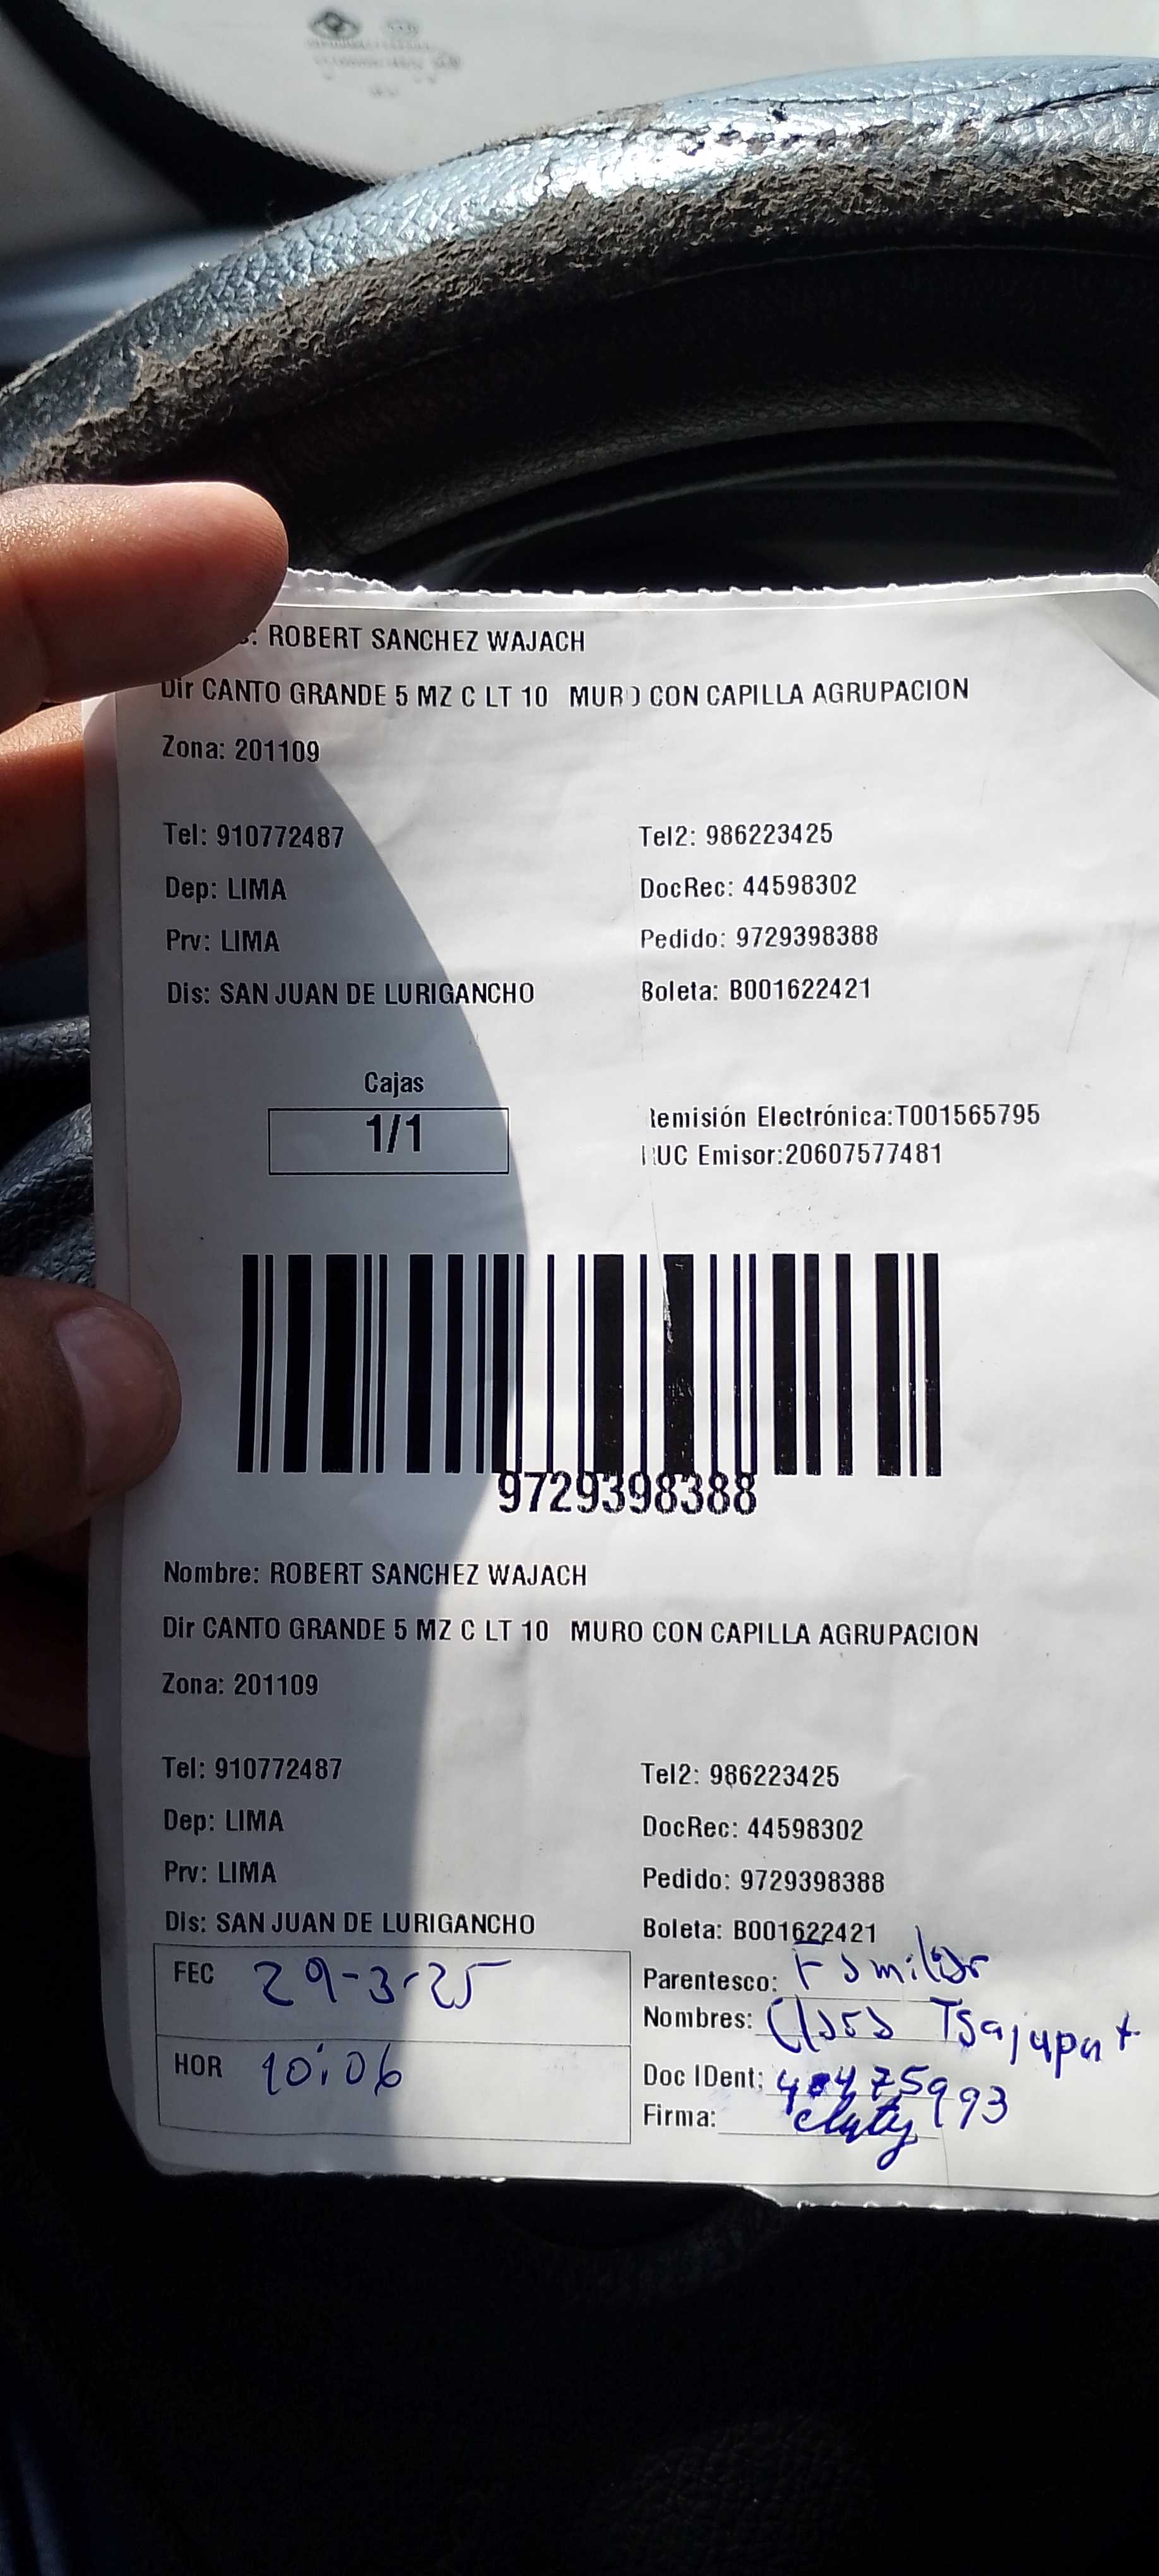 : ROBERT SANCHEZ WAJACH
Dir CANTO GRANDE 5 MZ C LT 10 MURO CON CAPILLA AGRUPACION
Zona: 201109
Tel: 910772487 Tel2: 986223425
Dep: LIMA DocRec: 44598302
Prv: LIMA Pedido: 9729398388
Dis: SAN JUAN DE LURIGANCHO Boleta: B001622421
Cajas
1/1
Remisión Electrónica:T001565795
RUC Emisor:20607577481
9729398388
Nombre: ROBERT SANCHEZ WAJACH
Dir CANTO GRANDE 5 MZ C LT 10 MURO CON CAPILLA AGRUPACION
Zona: 201109
Tel: 910772487 Tel2: 986223425
Dep: LIMA DocRec: 44598302
Prv: LIMA Pedido: 9729398388
Dis: SAN JUAN DE LURIGANCHO Boleta: B001622421
FEC 29-3-25 Parentesco: Familiar
Nombres:
HOR 10:06 Doc IDent:
Firma: